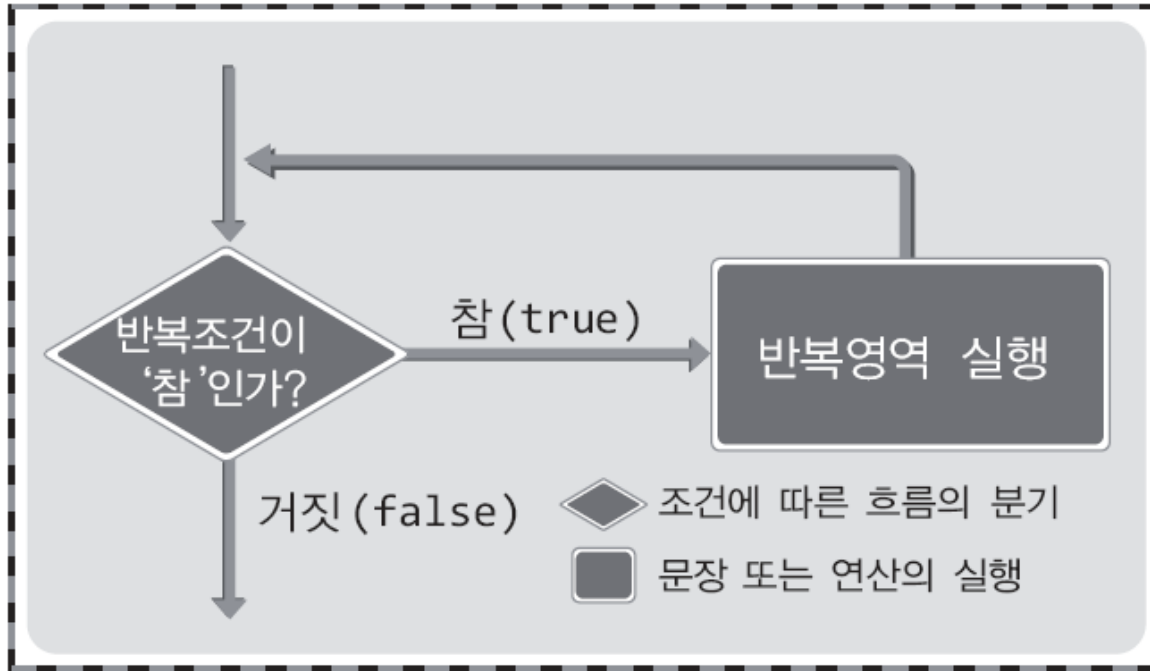 반복조건이
‘참’인가?
참(true)
반복영역 실행
거짓(false)
조건에 따른 흐름의 분기
문장 또는 연산의 실행